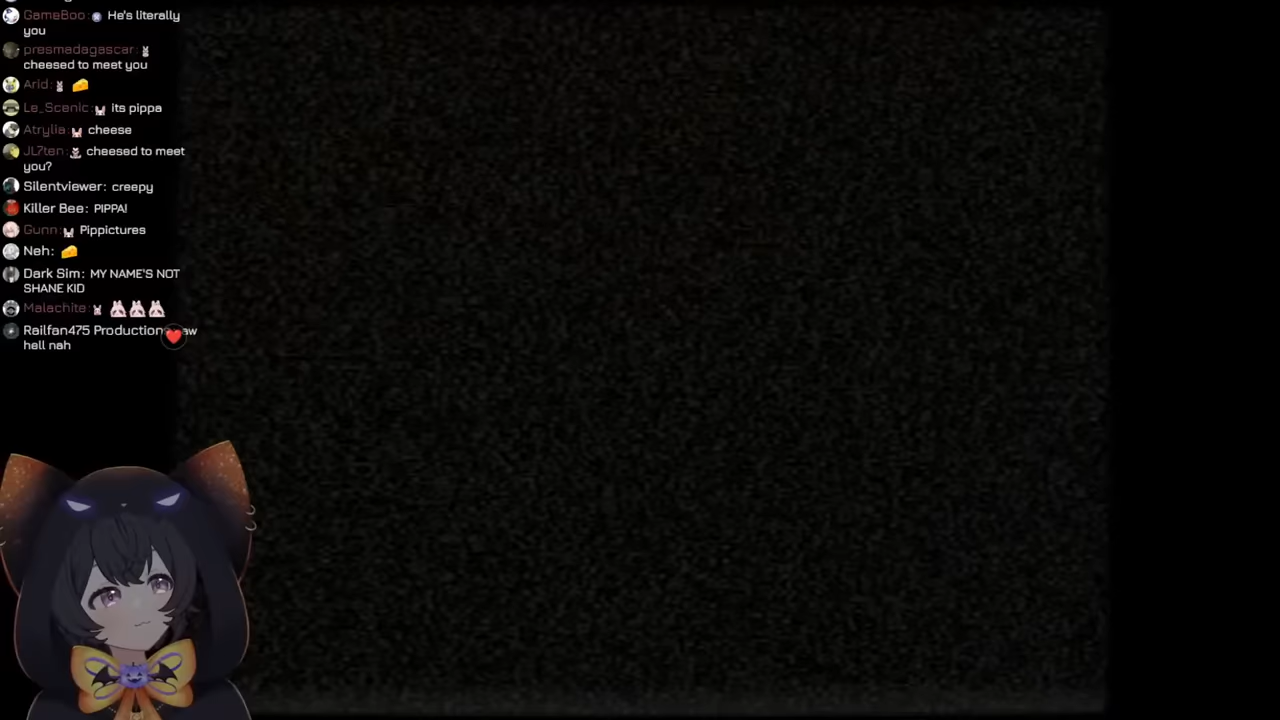 GameBoo: He's literally
you
presmadagascar:
cheesed to meet you
Arid: 
Le_Scenic: its pippa
Atrylia: cheese
JL7ten: cheesed to meet
you?
Silentviewer: creepy
Killer Bee: PIPPA!
Gunn: Pippictures
Neh:
Dark Sim: MY NAME'S NOT
SHANE KID
Malachite:
Railfan475 Production aw
hell nah